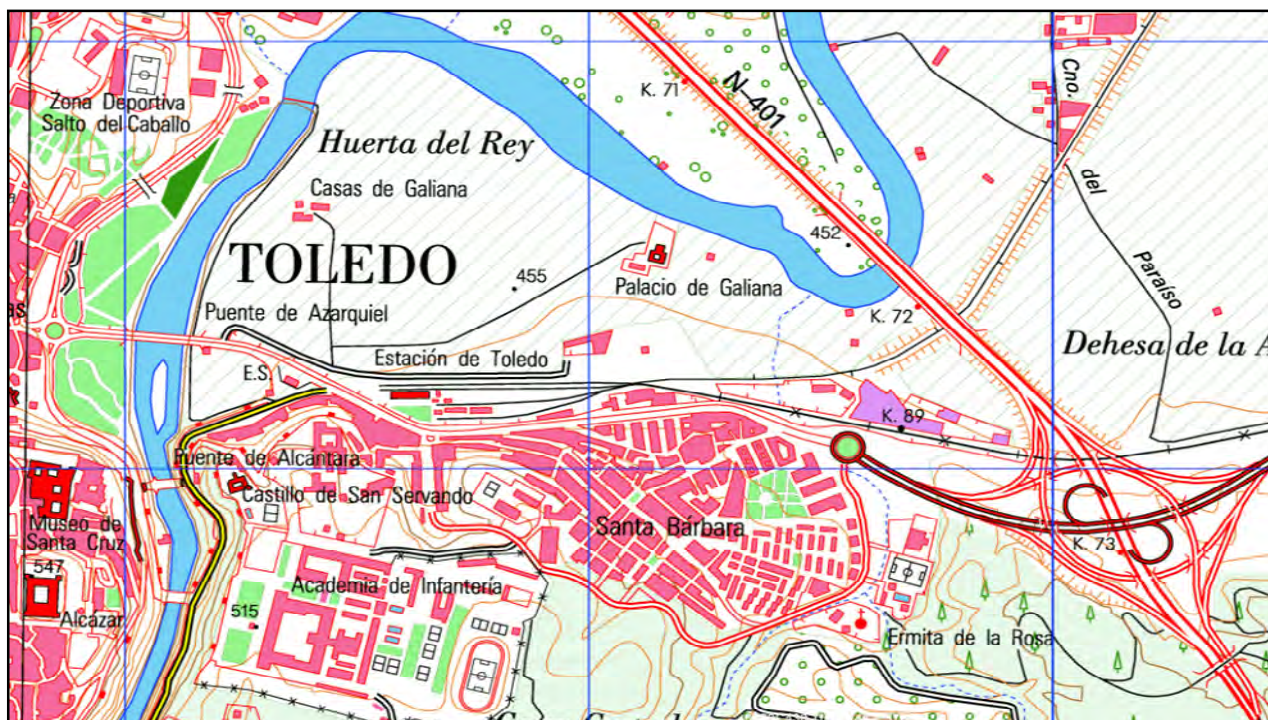 K. 71
N-401
Cno.
del
Paraíso
Zona Deportiva
Salto del Caballo
Huerta del Rey
Casas de Galiana
TOLEDO
455
452
Palacio de Galiana
K. 72
Puente de Azarquiel
Estación de Toledo
Dehesa de la A
as
E.S.
K. 89
Puente de Alcántara
Castillo de San Servando
Museo de
Santa Cruz
Santa Bárbara
K. 73
547
Academia de Infantería
515
Alcázar
Ermita de la Rosa